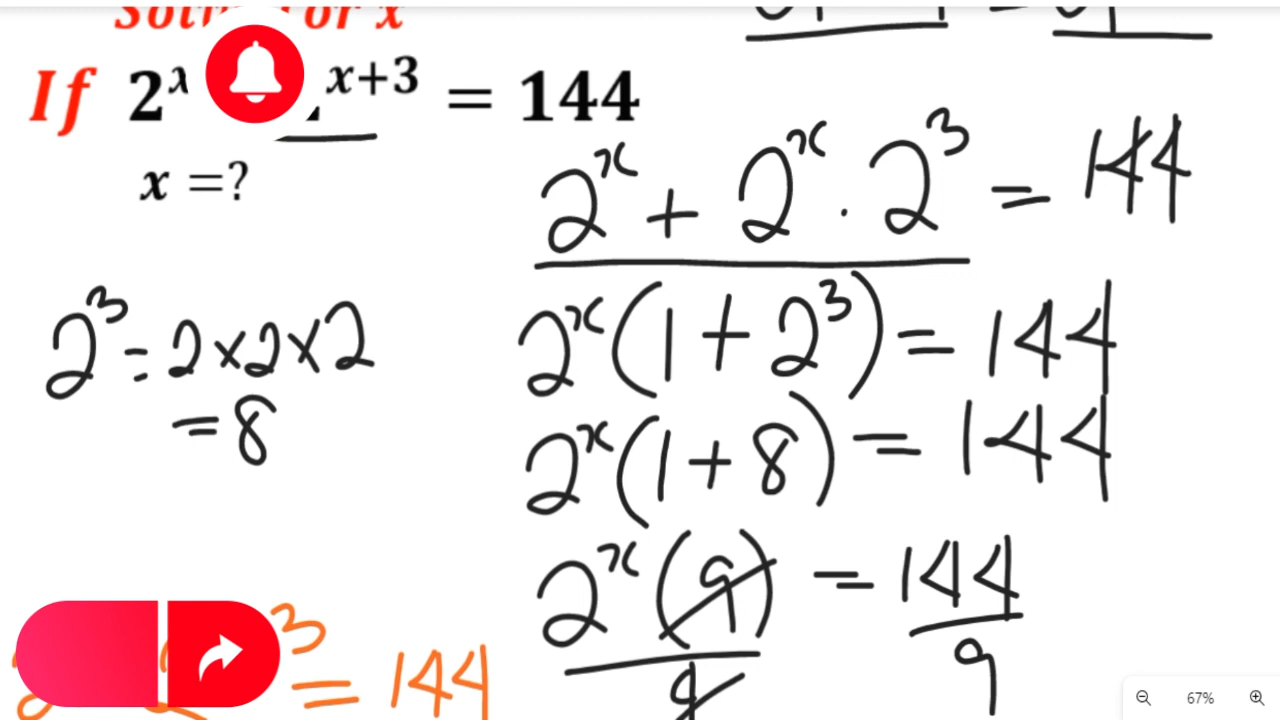 If 2^x 2^{x+3} = 144
x =?
2^x + 2^x . 2^3 = 144
2^x (1 + 2^3) = 144
2^3 = 2×2×2
= 8
2^x (1 + 8) = 144
2^x (9) = 144
9 9
3 = 144
67%